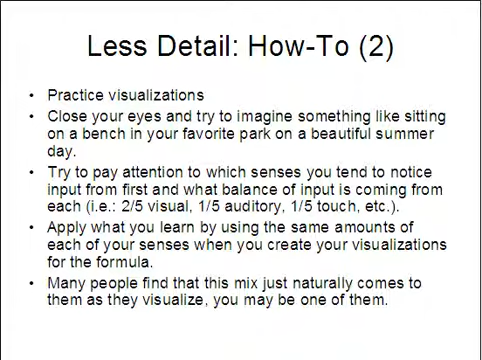 Less Detail: How-To (2)
• Practice visualizations
• Close your eyes and try to imagine something like sitting
on a bench in your favorite park on a beautiful summer
day.
• Try to pay attention to which senses you tend to notice
input from first and what balance of input is coming from
each (i.e.: 2/5 visual, 1/5 auditory, 1/5 touch, etc.).
• Apply what you learn by using the same amounts of
each of your senses when you create your visualizations
for the formula.
• Many people find that this mix just naturally comes to
them as they visualize, you may be one of them.